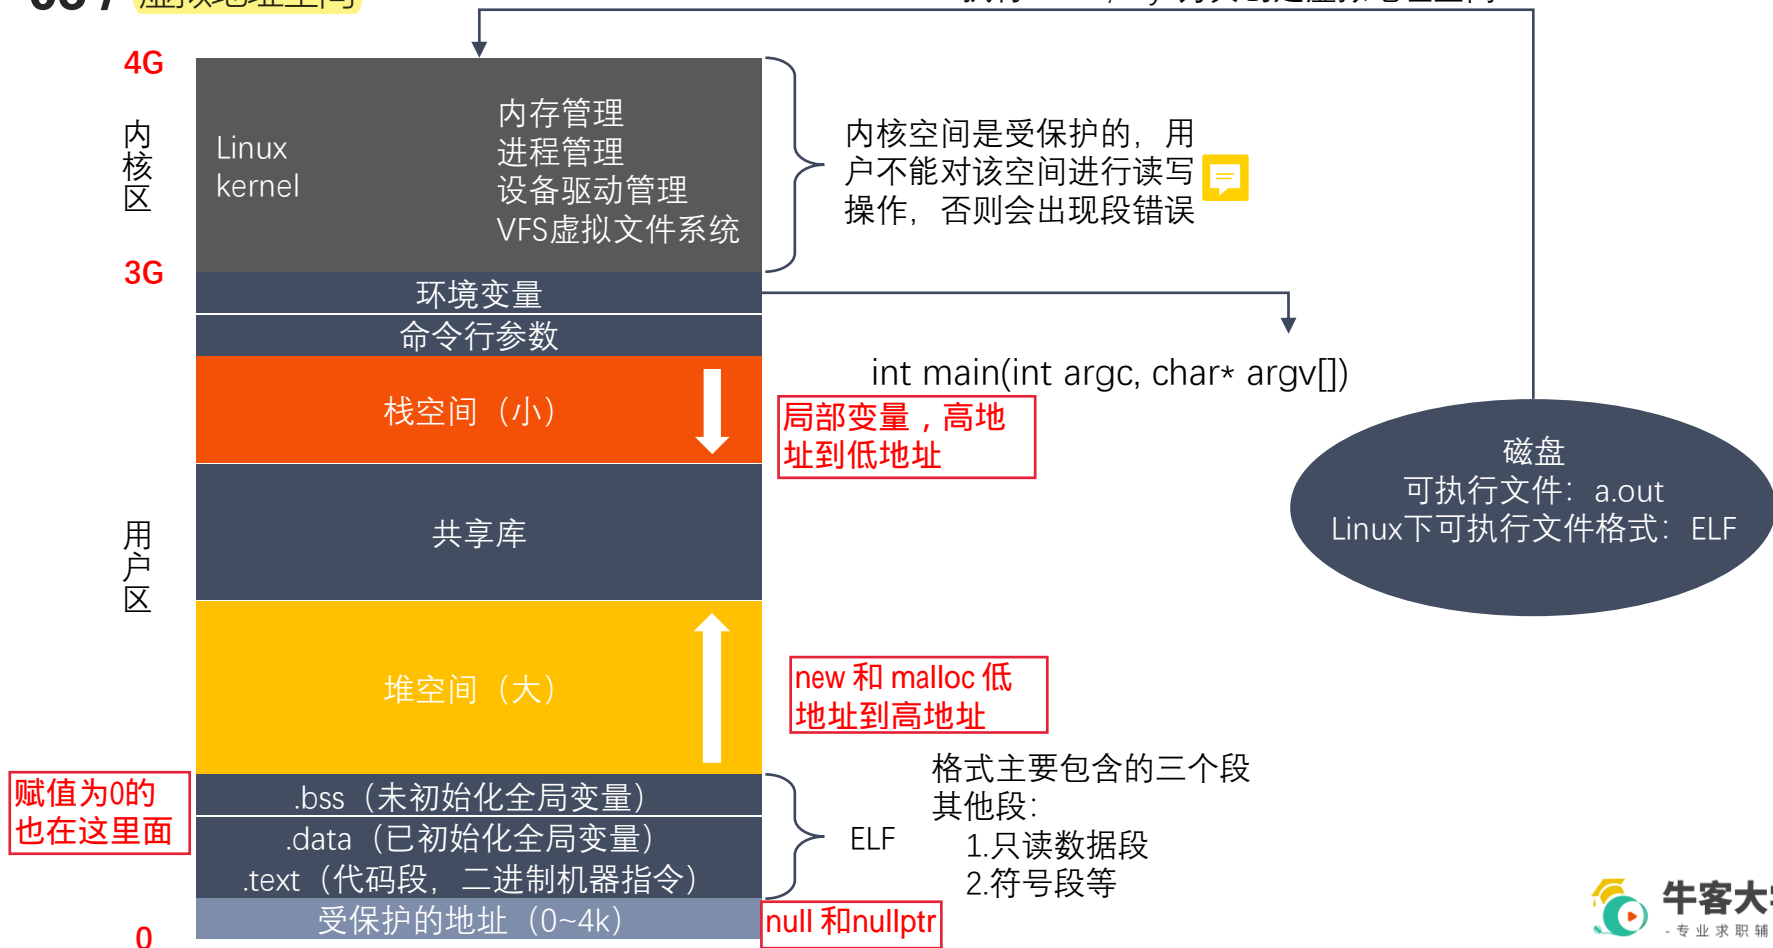 虚拟地址空间
4G
内
核
区
Linux
kernel
内存管理
进程管理
设备驱动管理
VFS虚拟文件系统
内核空间是受保护的，用
户不能对该空间进行读写
操作，否则会出现段错误
3G
环境变量
命令行参数
int main(int argc, char* argv[])
栈空间（小）
局部变量，高地
址到低地址
磁盘
可执行文件：a.out
Linux下可执行文件格式：ELF
用
户
区
共享库
堆空间（大）
new 和 malloc 低
地址到高地址
赋值为0的
也在这里面
.bss（未初始化全局变量）
.data（已初始化全局变量）
.text（代码段，二进制机器指令）
ELF
格式主要包含的三个段
其他段：
1.只读数据段
2.符号段等
受保护的地址（0~4k）
null 和nullptr
0
牛客大
-专业求职辅